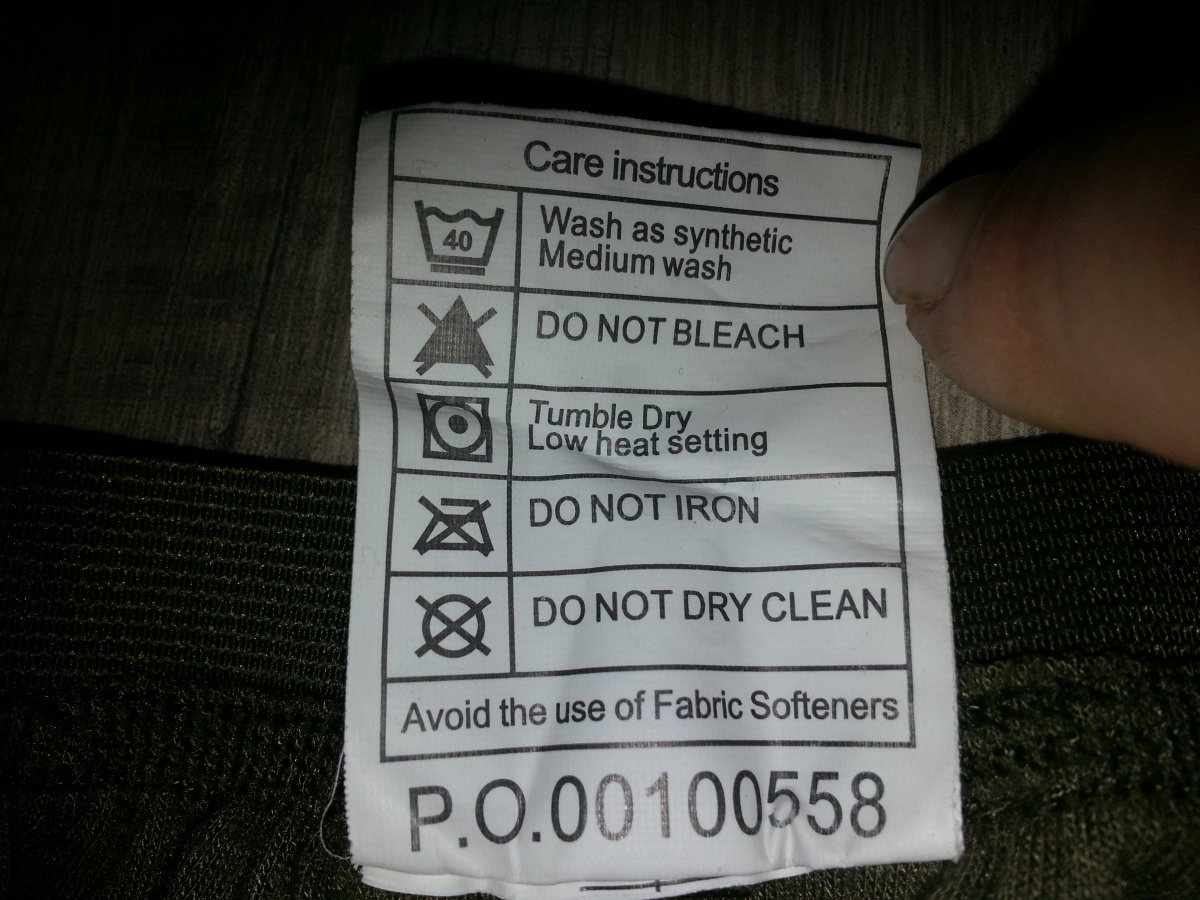 Care instructions
40
Wash as synthetic
Medium wash
DO NOT BLEACH
Tumble Dry
Low heat setting
DO NOT IRON
DO NOT DRY CLEAN
Avoid the use of Fabric Softeners
P.O.00100558